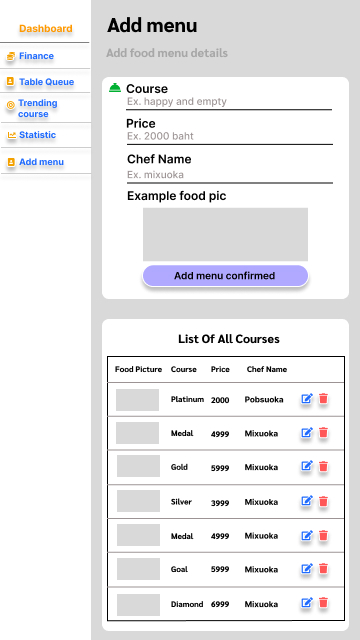 Dashboard
Finance
Table Queue
Trending
course
Statistic
Add menu
Add menu
Add food menu details
Course
Ex. happy and empty
Price
Ex. 2000 baht
Chef Name
Ex. mixuoka
Example food pic
Add menu confirmed
List Of All Courses
Food Picture Course Price Chef Name
Platinum 2000 Pobsuoka
Medal 4999 Mixuoka
Gold 5999 Mixuoka
Silver 3999 Mixuoka
Medal 4999 Mixuoka
Goal 5999 Mixuoka
Diamond 6999 Mixuoka